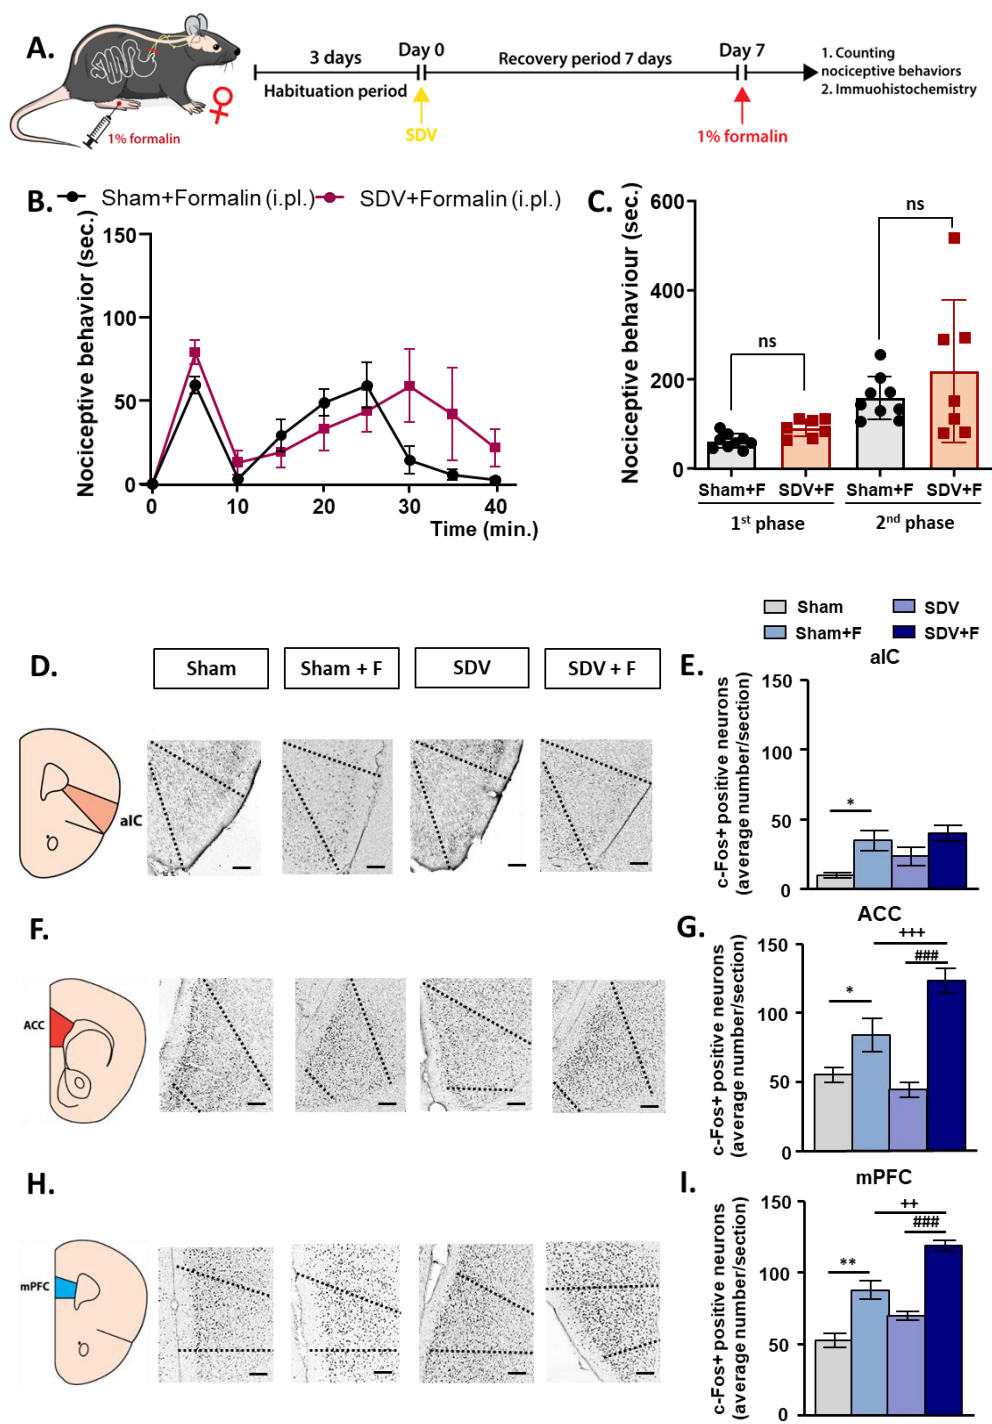 A.
3 days
Day 0
Recovery period 7 days
Day 7
Habituation period
SDV
1% formalin
1. Counting
nociceptive behaviors
2. Immuohistochemistry
♀
1% formalin
B.
Sham+Formalin (i.pl.)
SDV+Formalin (i.pl.)
Nociceptive behavior (sec.)
150
100
50
0
0
10
20
30
40
Time (min.)
C.
Nociceptive behaviour (sec.)
600
400
200
0
ns
ns
Sham+F
SDV+F
Sham+F
SDV+F
1st phase
2nd phase
Sham
SDV
Sham+F
SDV+F
D.
Sham
Sham + F
SDV
SDV + F
aIC
E.
aIC
c-Fos+ positive neurons
(average number/section)
150
100
50
0
*
F.
ACC
G.
ACC
c-Fos+ positive neurons
(average number/section)
150
100
50
0
+++
###
*
H.
mPFC
I.
mPFC
c-Fos+ positive neurons
(average number/section)
150
100
50
0
++
###
**